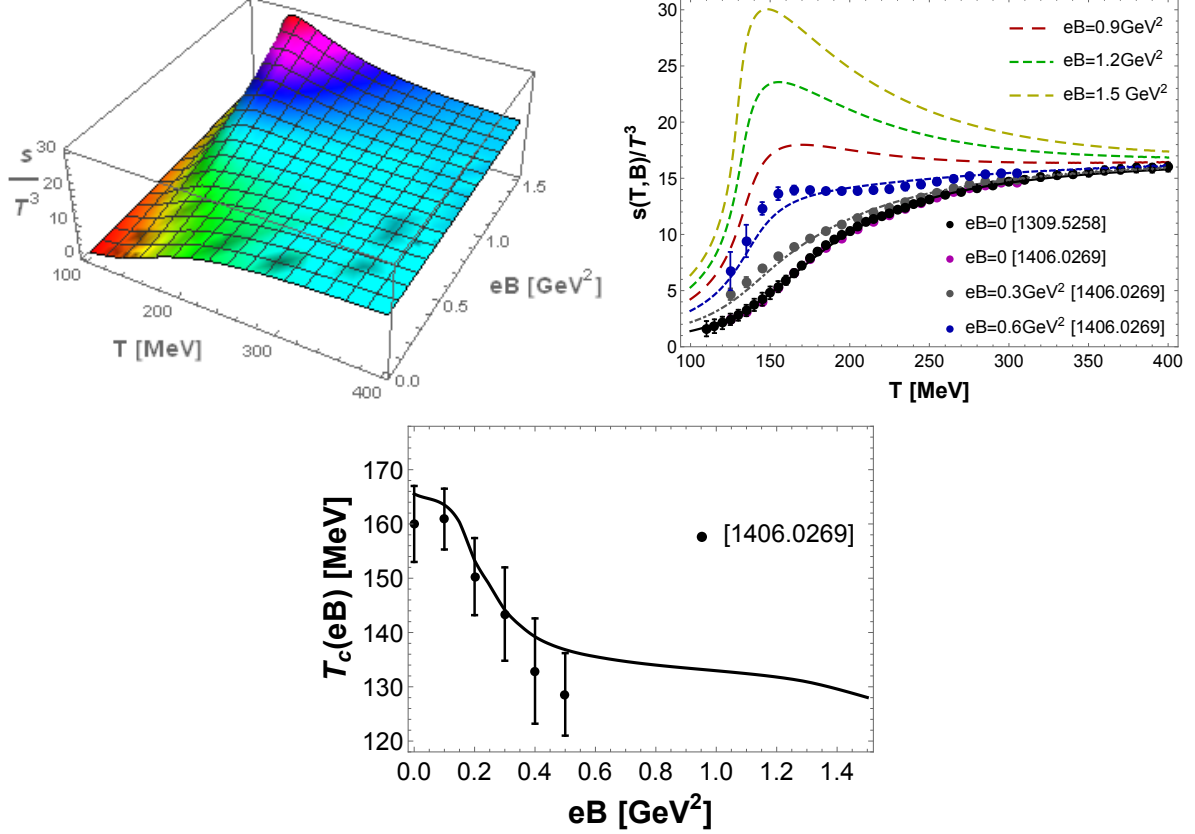 s
T³
30
20
10
0
100
200
300
400
T [MeV]
0.0
0.5
1.0
1.5
eB [GeV²]
s(T,B)/T³
30
25
20
15
10
5
0
100
150
200
250
300
350
400
T [MeV]
eB=0.9GeV²
eB=1.2GeV²
eB=1.5 GeV²
eB=0 [1309.5258]
eB=0 [1406.0269]
eB=0.3GeV² [1406.0269]
eB=0.6GeV² [1406.0269]
T_c(eB) [MeV]
170
160
150
140
130
120
[1406.0269]
0.0
0.2
0.4
0.6
0.8
1.0
1.2
1.4
eB [GeV²]